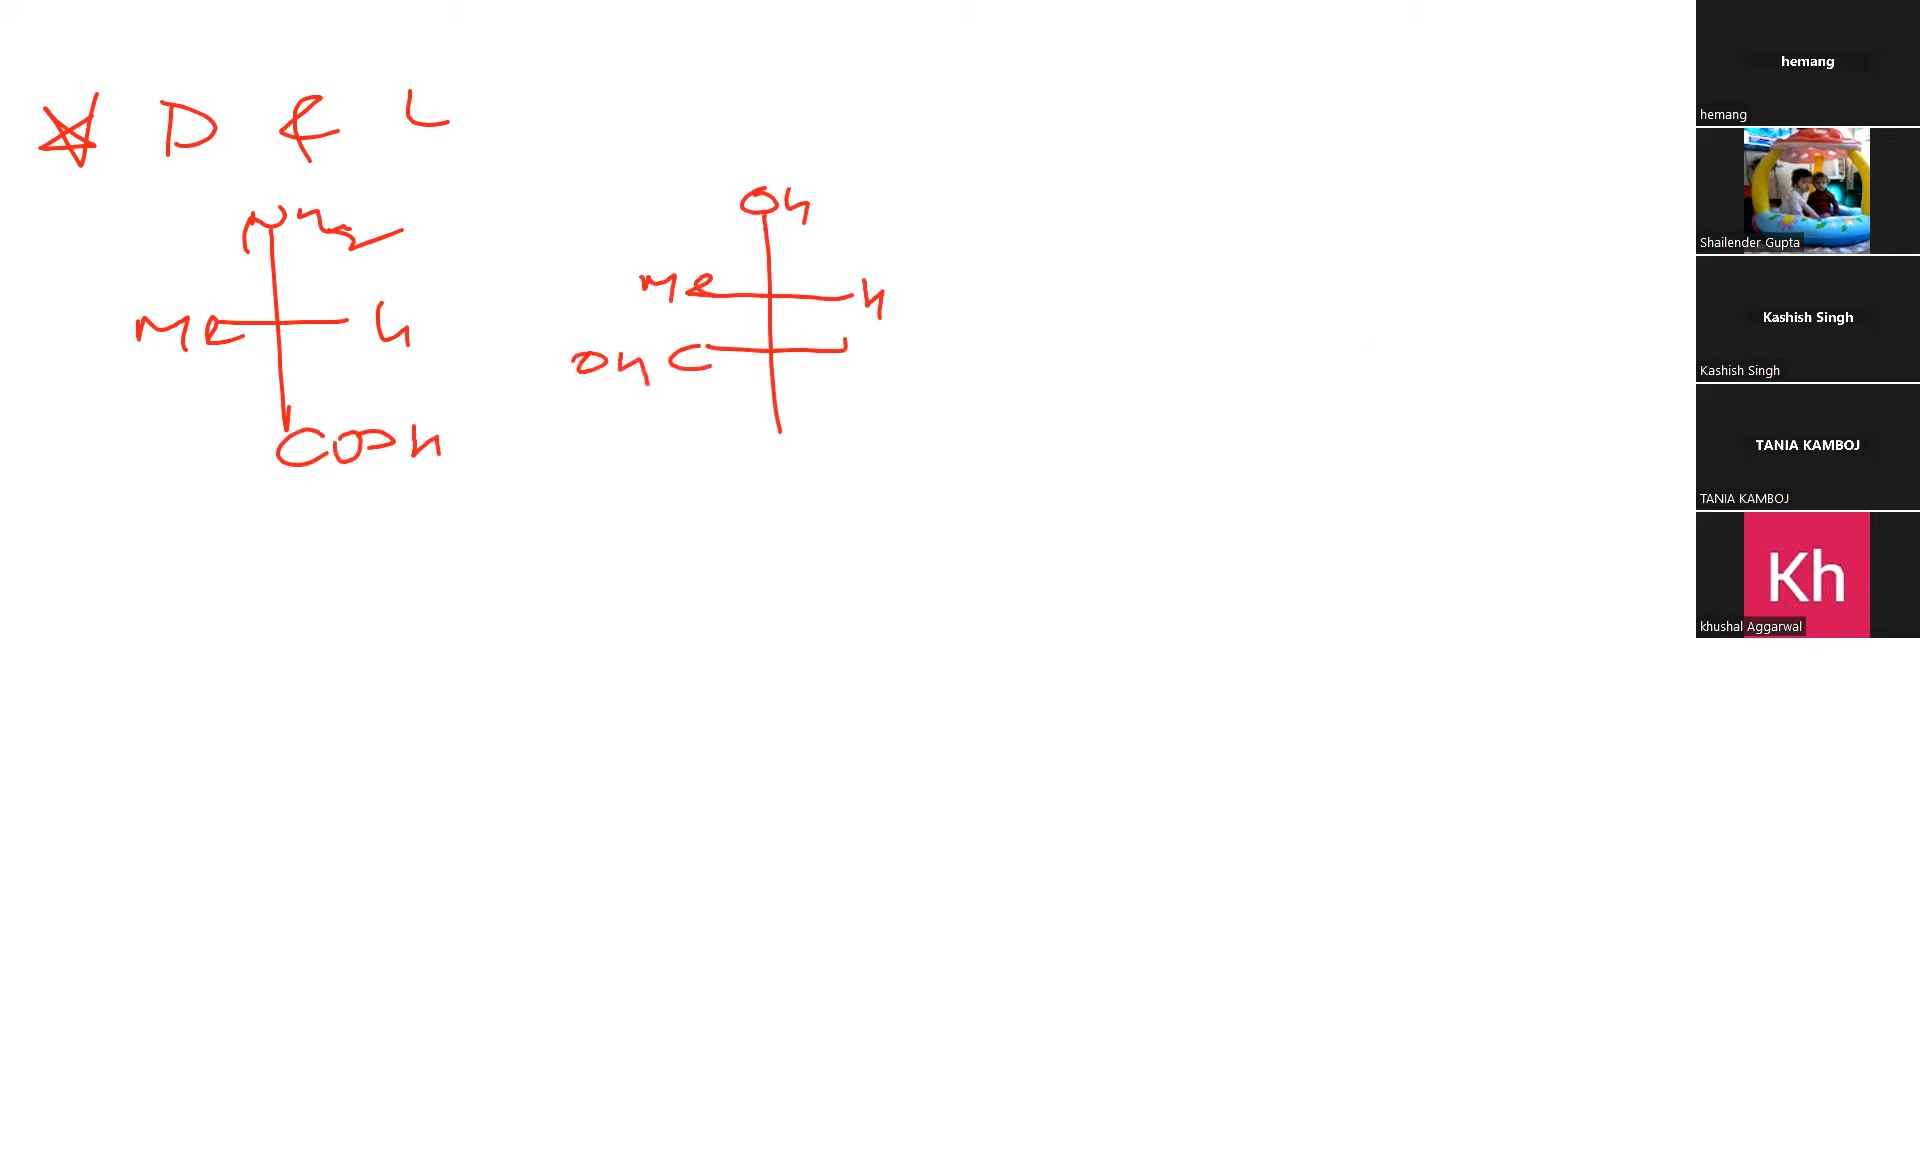 D & L
NH2
Me H
COOH
OH
Me H
OHC
hemang
hemang
Shailender Gupta
Kashish Singh
Kashish Singh
TANIA KAMBOJ
TANIA KAMBOJ
Kh
khushal Aggarwal